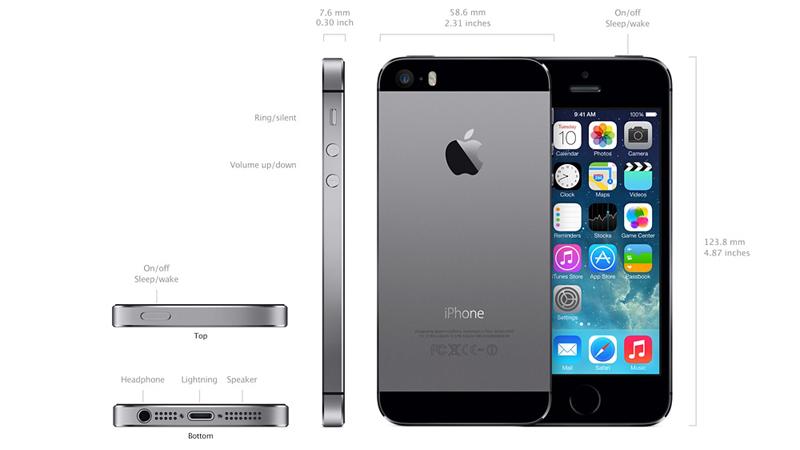 7.6 mm
0.30 inch
58.6 mm
2.31 inches
On/off
Sleep/wake
Ring/silent
Volume up/down
9:41 AM
100%
Tuesday
10
Calendar
Photos
Camera
Clock
Maps
Videos
Reminders
Stocks
Game Center
iTunes Store
App Store
Passbook
Settings
Mail
Safari
Music
123.8 mm
4.87 inches
iPhone
FC CE
On/off
Sleep/wake
Top
Headphone
Lightning
Speaker
Bottom